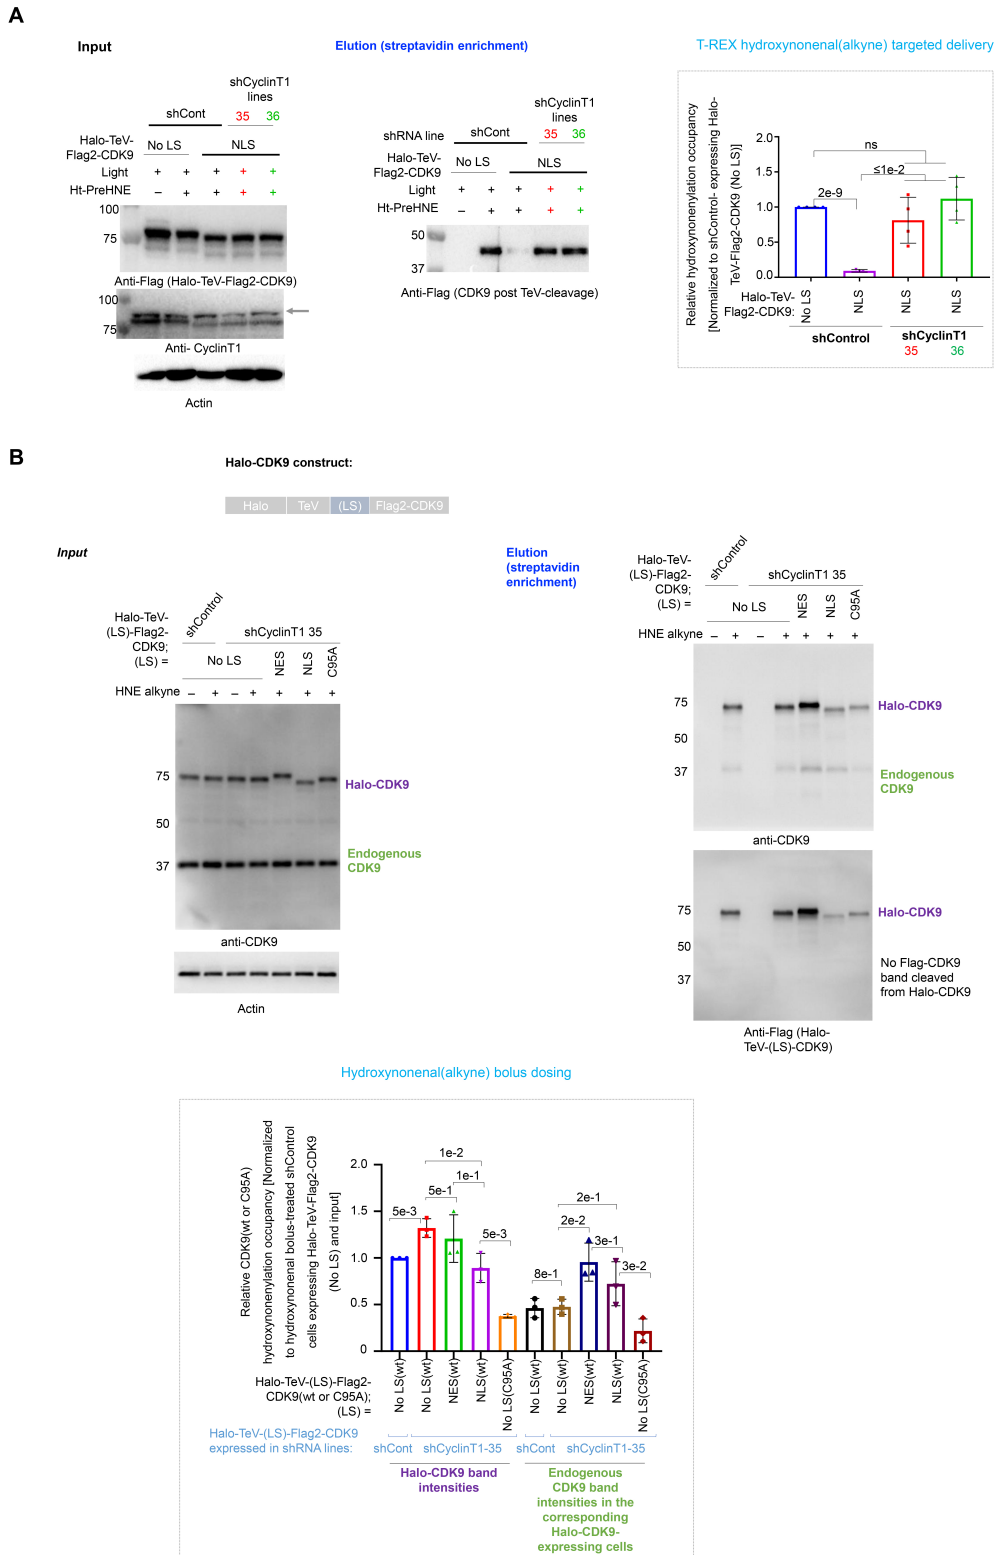 A
Input
Elution (streptavidin enrichment)
T-REX hydroxynonenal(alkyne) targeted delivery
shCyclinT1
lines
shCont
35
36
Halo-TeV-
Flag2-CDK9
No LS
NLS
Light
+ + + + +
Ht-PreHNE
– + + + +
100
75
Anti-Flag (Halo-TeV-Flag2-CDK9)
100
75
Anti- CyclinT1
Actin
shCyclinT1
lines
shRNA line
shCont
35
36
Halo-TeV-
Flag2-CDK9
No LS
NLS
Light
+ + + + +
Ht-PreHNE
– + + + +
50
37
Anti-Flag (CDK9 post TeV-cleavage)
Relative hydroxynonenylation occupancy
[Normalized to shControl- expressing Halo-
TeV-Flag2-CDK9 (No LS)]
2.0
1.5
1.0
0.5
0.0
ns
≤1e-2
2e-9
Halo-TeV-
Flag2-CDK9:
No LS
NLS
NLS
NLS
shControl
shCyclinT1
35
36
B
Halo-CDK9 construct:
Halo
TeV
(LS)
Flag2-CDK9
Input
Halo-TeV-
(LS)-Flag2-
CDK9;
(LS) =
shControl
shCyclinT1 35
No LS
NES
NLS
C95A
HNE alkyne
– + – + + + +
75
50
37
Halo-CDK9
Endogenous
CDK9
anti-CDK9
Actin
Elution
(streptavidin
enrichment)
Halo-TeV-
(LS)-Flag2-
CDK9;
(LS) =
shControl
shCyclinT1 35
No LS
NES
NLS
C95A
HNE alkyne
– + – + + + +
75
50
37
Halo-CDK9
Endogenous
CDK9
anti-CDK9
75
50
37
Halo-CDK9
No Flag-CDK9
band cleaved
from Halo-CDK9
Anti-Flag (Halo-
TeV-(LS)-CDK9)
Hydroxynonenal(alkyne) bolus dosing
Relative CDK9(wt or C95A)
hydroxynonenylation occupancy [Normalized
to hydroxynonenal bolus-treated shControl
cells expressing Halo-TeV-Flag2-CDK9
(No LS) and input]
2.0
1.5
1.0
0.5
0
1e-2
1e-1
5e-1
5e-3
5e-3
2e-1
2e-2
3e-1
8e-1
3e-2
Halo-TeV-(LS)-Flag2-
CDK9(wt or C95A);
(LS) =
No LS(wt)
No LS(wt)
NES(wt)
NLS(wt)
No LS(C95A)
No LS(wt)
No LS(wt)
NES(wt)
NLS(wt)
No LS(C95A)
Halo-TeV-(LS)-Flag2-CDK9
expressed in shRNA lines:
shCont
shCyclinT1-35
shCont
shCyclinT1-35
Halo-CDK9 band
intensities
Endogenous
CDK9 band
intensities in the
corresponding
Halo-CDK9-
expressing cells